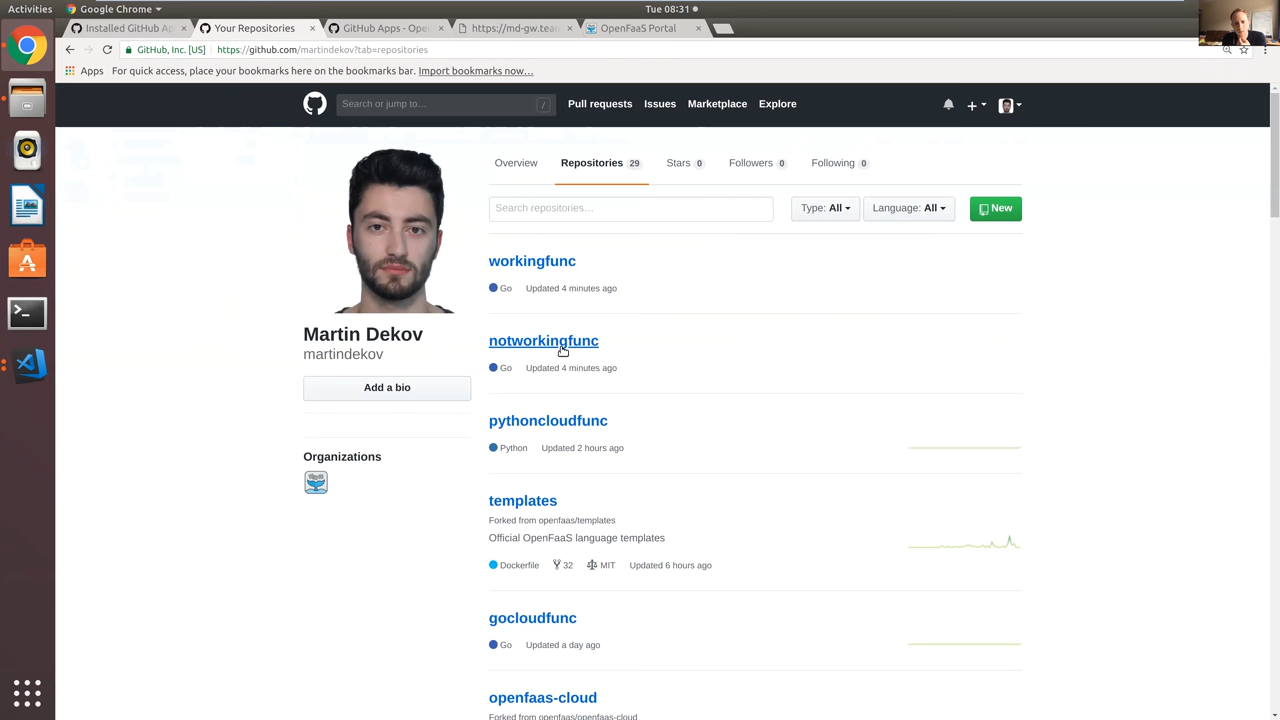 Activities
Google Chrome
Tue 08:31
Installed GitHub Ap
Your Repositories
GitHub Apps - Open
https://md-gw.team
OpenFaaS Portal
GitHub, Inc. [US]
https://github.com/martindekov?tab=repositories
Apps
For quick access, place your bookmarks here on the bookmarks bar. Import bookmarks now…
Search or jump to…
/
Pull requests
Issues
Marketplace
Explore
Overview
Repositories 29
Stars 0
Followers 0
Following 0
Search repositories…
Type: All
Language: All
New
workingfunc
Go Updated 4 minutes ago
notworkingfunc
Go Updated 4 minutes ago
Martin Dekov
martindekov
Add a bio
Organizations
pythoncloudfunc
Python Updated 2 hours ago
templates
Forked from openfaas/templates
Official OpenFaaS language templates
Dockerfile 32 MIT Updated 6 hours ago
gocloudfunc
Go Updated a day ago
openfaas-cloud
Forked from openfaas/openfaas-cloud